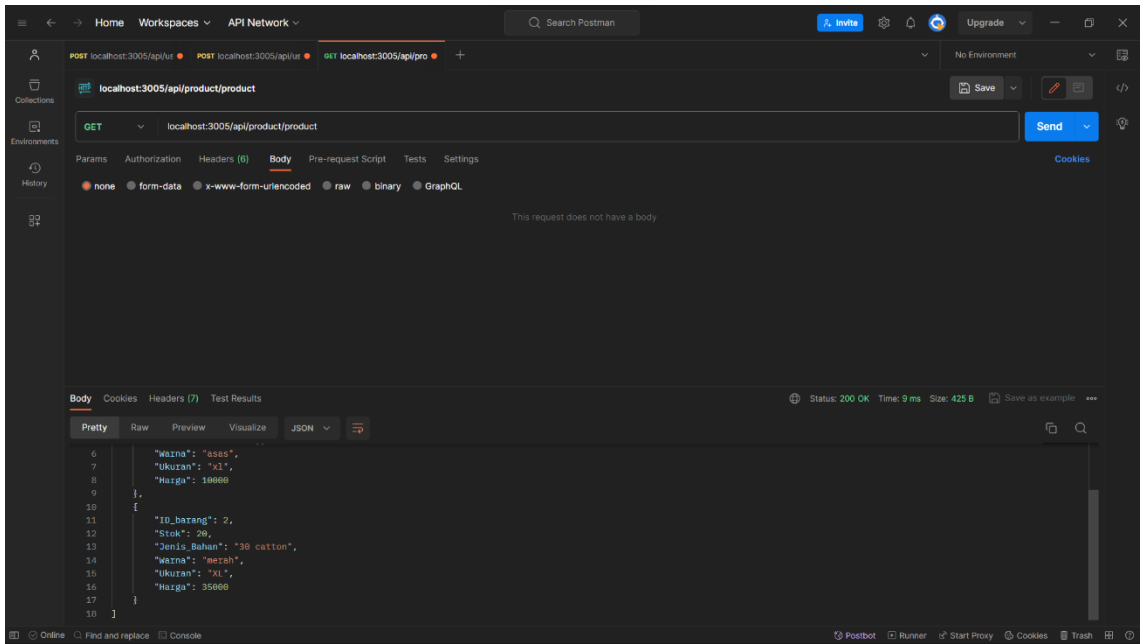 Home Workspaces API Network Search Postman Invite Upgrade
POST localhost:3005/api/us POST localhost:3005/api/us GET localhost:3005/api/pro + No Environment
localhost:3005/api/product/product Save
GET localhost:3005/api/product/product Send
Params Authorization Headers (6) Body Pre-request Script Tests Settings Cookies
none form-data x-www-form-urlencoded raw binary GraphQL
This request does not have a body
Collections
Environments
History
Body Cookies Headers (7) Test Results Status: 200 OK Time: 9 ms Size: 425 B Save as example
Pretty Raw Preview Visualize JSON
6 "Warna": "asas",
7 "Ukuran": "xl",
8 "Harga": 10000
9 },
10 {
11 "ID_barang": 2,
12 "Stok": 20,
13 "Jenis_Bahan": "30 catton",
14 "Warna": "merah",
15 "Ukuran": "XL",
16 "Harga": 35000
17 }
18 ]
Online Find and replace Console Postbot Runner Start Proxy Cookies Trash